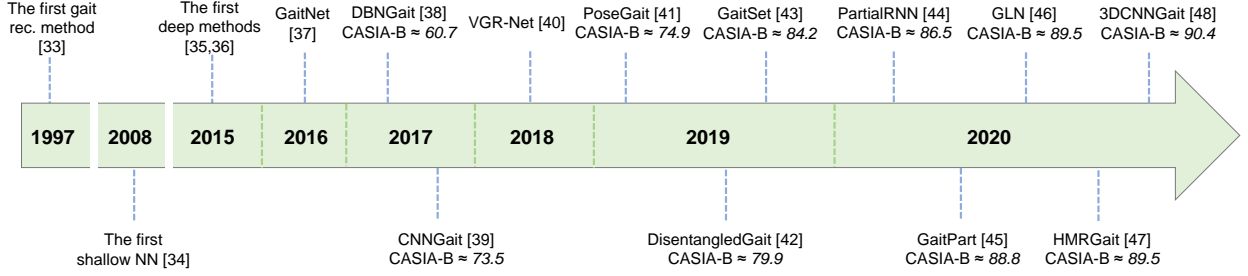 The first gait
rec. method
[33]
The first
deep methods
[35,36]
GaitNet
[37]
DBNGait [38]
CASIA-B ≈ 60.7
VGR-Net [40]
PoseGait [41]
CASIA-B ≈ 74.9
GaitSet [43]
CASIA-B ≈ 84.2
PartialRNN [44]
CASIA-B ≈ 86.5
GLN [46]
CASIA-B ≈ 89.5
3DCNNGait [48]
CASIA-B ≈ 90.4
1997
2008
2015
2016
2017
2018
2019
2020
The first
shallow NN [34]
CNNGait [39]
CASIA-B ≈ 73.5
DisentangledGait [42]
CASIA-B ≈ 79.9
GaitPart [45]
CASIA-B ≈ 88.8
HMRGait [47]
CASIA-B ≈ 89.5